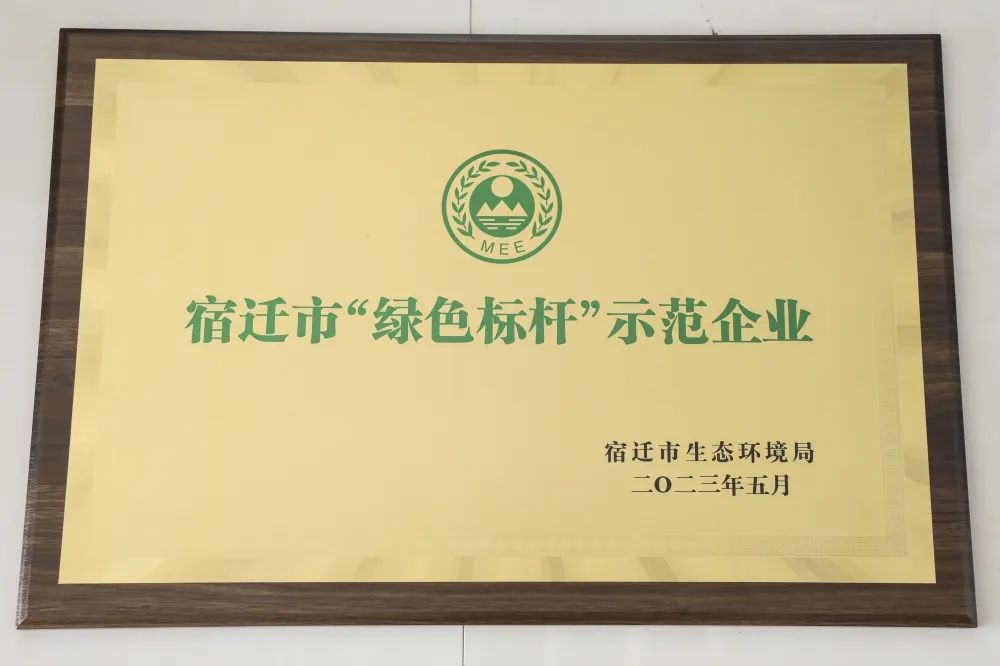 MEE
宿迁市“绿色标杆”示范企业
宿迁市生态环境局
二〇二三年五月